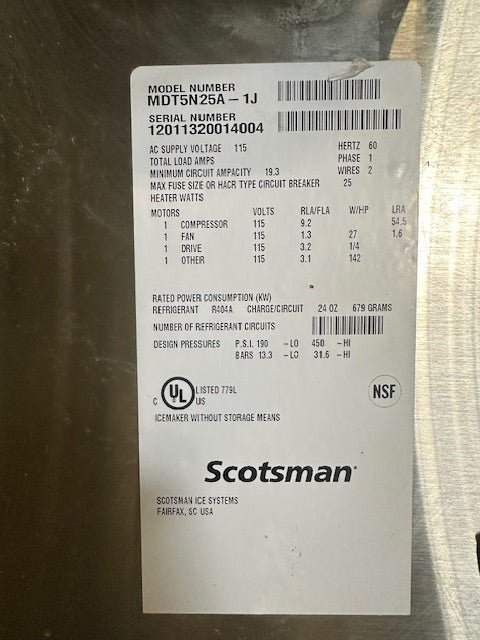 MODEL NUMBER
MDT5N25A - 1J
SERIAL NUMBER
12011320014004
AC SUPPLY VOLTAGE 115 HERTZ 60
TOTAL LOAD AMPS PHASE 1
MINIMUM CIRCUIT AMPACITY 19.3 WIRES 2
MAX FUSE SIZE OR HACR TYPE CIRCUIT BREAKER 25
HEATER WATTS
MOTORS VOLTS RLA/FLA W/HP LRA
1 COMPRESSOR 115 9.2 54.5
1 FAN 115 1.3 27 1.6
1 DRIVE 115 3.2 1/4
1 OTHER 115 3.1 142
RATED POWER CONSUMPTION (KW)
REFRIGERANT R404A CHARGE/CIRCUIT 24 OZ 679 GRAMS
NUMBER OF REFRIGERANT CIRCUITS
DESIGN PRESSURES P.S.I. 190 -LO 450 -HI
BARS 13.3 -LO 31.6 -HI
C UL US LISTED 779L
NSF
ICEMAKER WITHOUT STORAGE MEANS
Scotsman
SCOTSMAN ICE SYSTEMS
FAIRFAX, SC USA